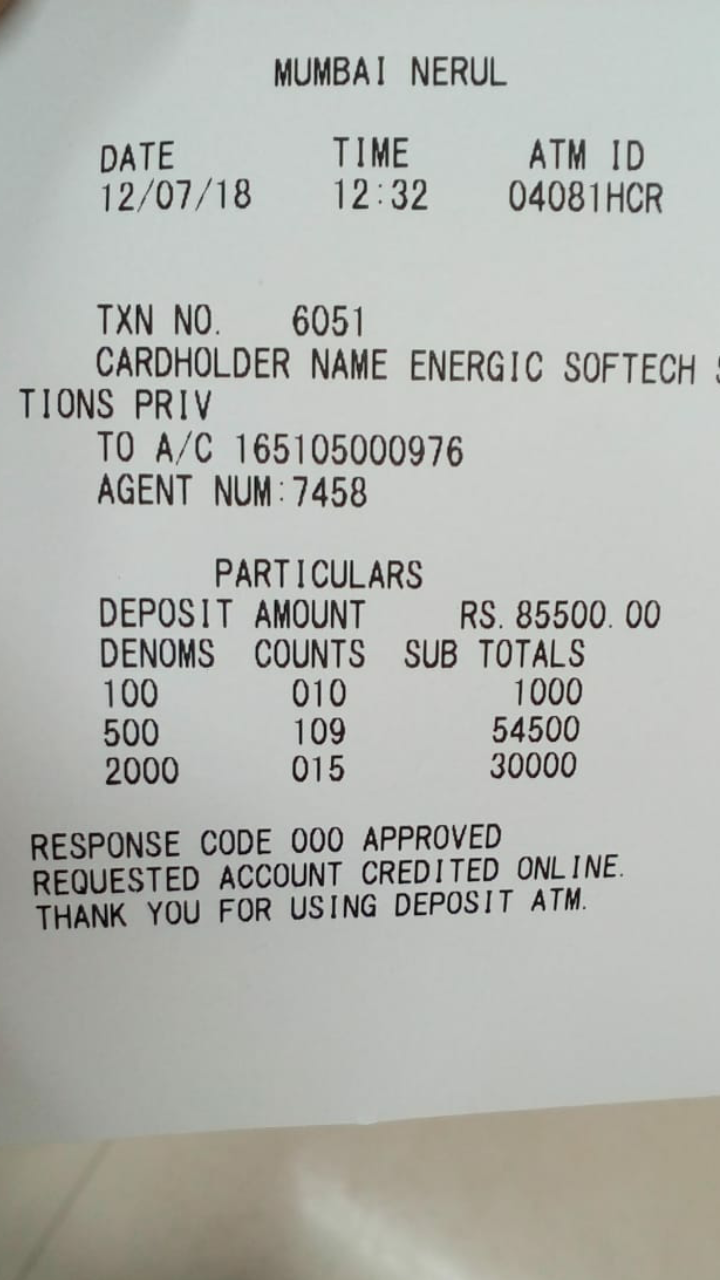 MUMBAI NERUL
DATE TIME ATM ID
12/07/18 12:32 04081HCR
TXN NO. 6051
CARDHOLDER NAME ENERGIC SOFTECH
TIONS PRIV
TO A/C 165105000976
AGENT NUM:7458
PARTICULARS
DEPOSIT AMOUNT RS.85500.00
DENOMS COUNTS SUB TOTALS
100 010 1000
500 109 54500
2000 015 30000
RESPONSE CODE 000 APPROVED
REQUESTED ACCOUNT CREDITED ONLINE.
THANK YOU FOR USING DEPOSIT ATM.